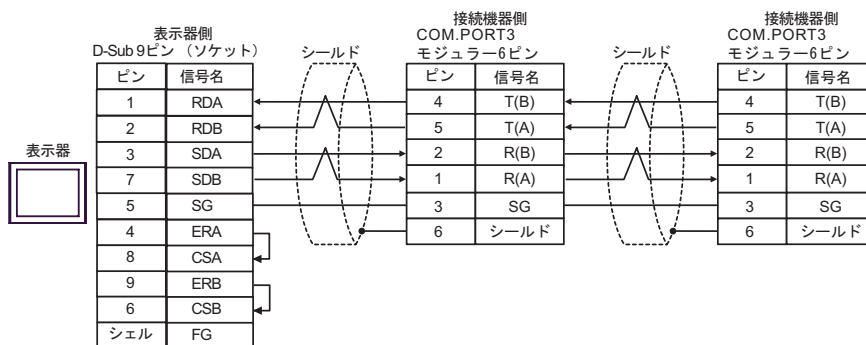 表示器
表示器側
D-Sub 9ピン （ソケット）
ピン 信号名
1 RDA
2 RDB
3 SDA
7 SDB
5 SG
4 ERA
8 CSA
9 ERB
6 CSB
シェル FG
シールド
接続機器側
COM.PORT3
モジュラー6ピン
ピン 信号名
4 T(B)
5 T(A)
2 R(B)
1 R(A)
3 SG
6 シールド
シールド
接続機器側
COM.PORT3
モジュラー6ピン
ピン 信号名
4 T(B)
5 T(A)
2 R(B)
1 R(A)
3 SG
6 シールド